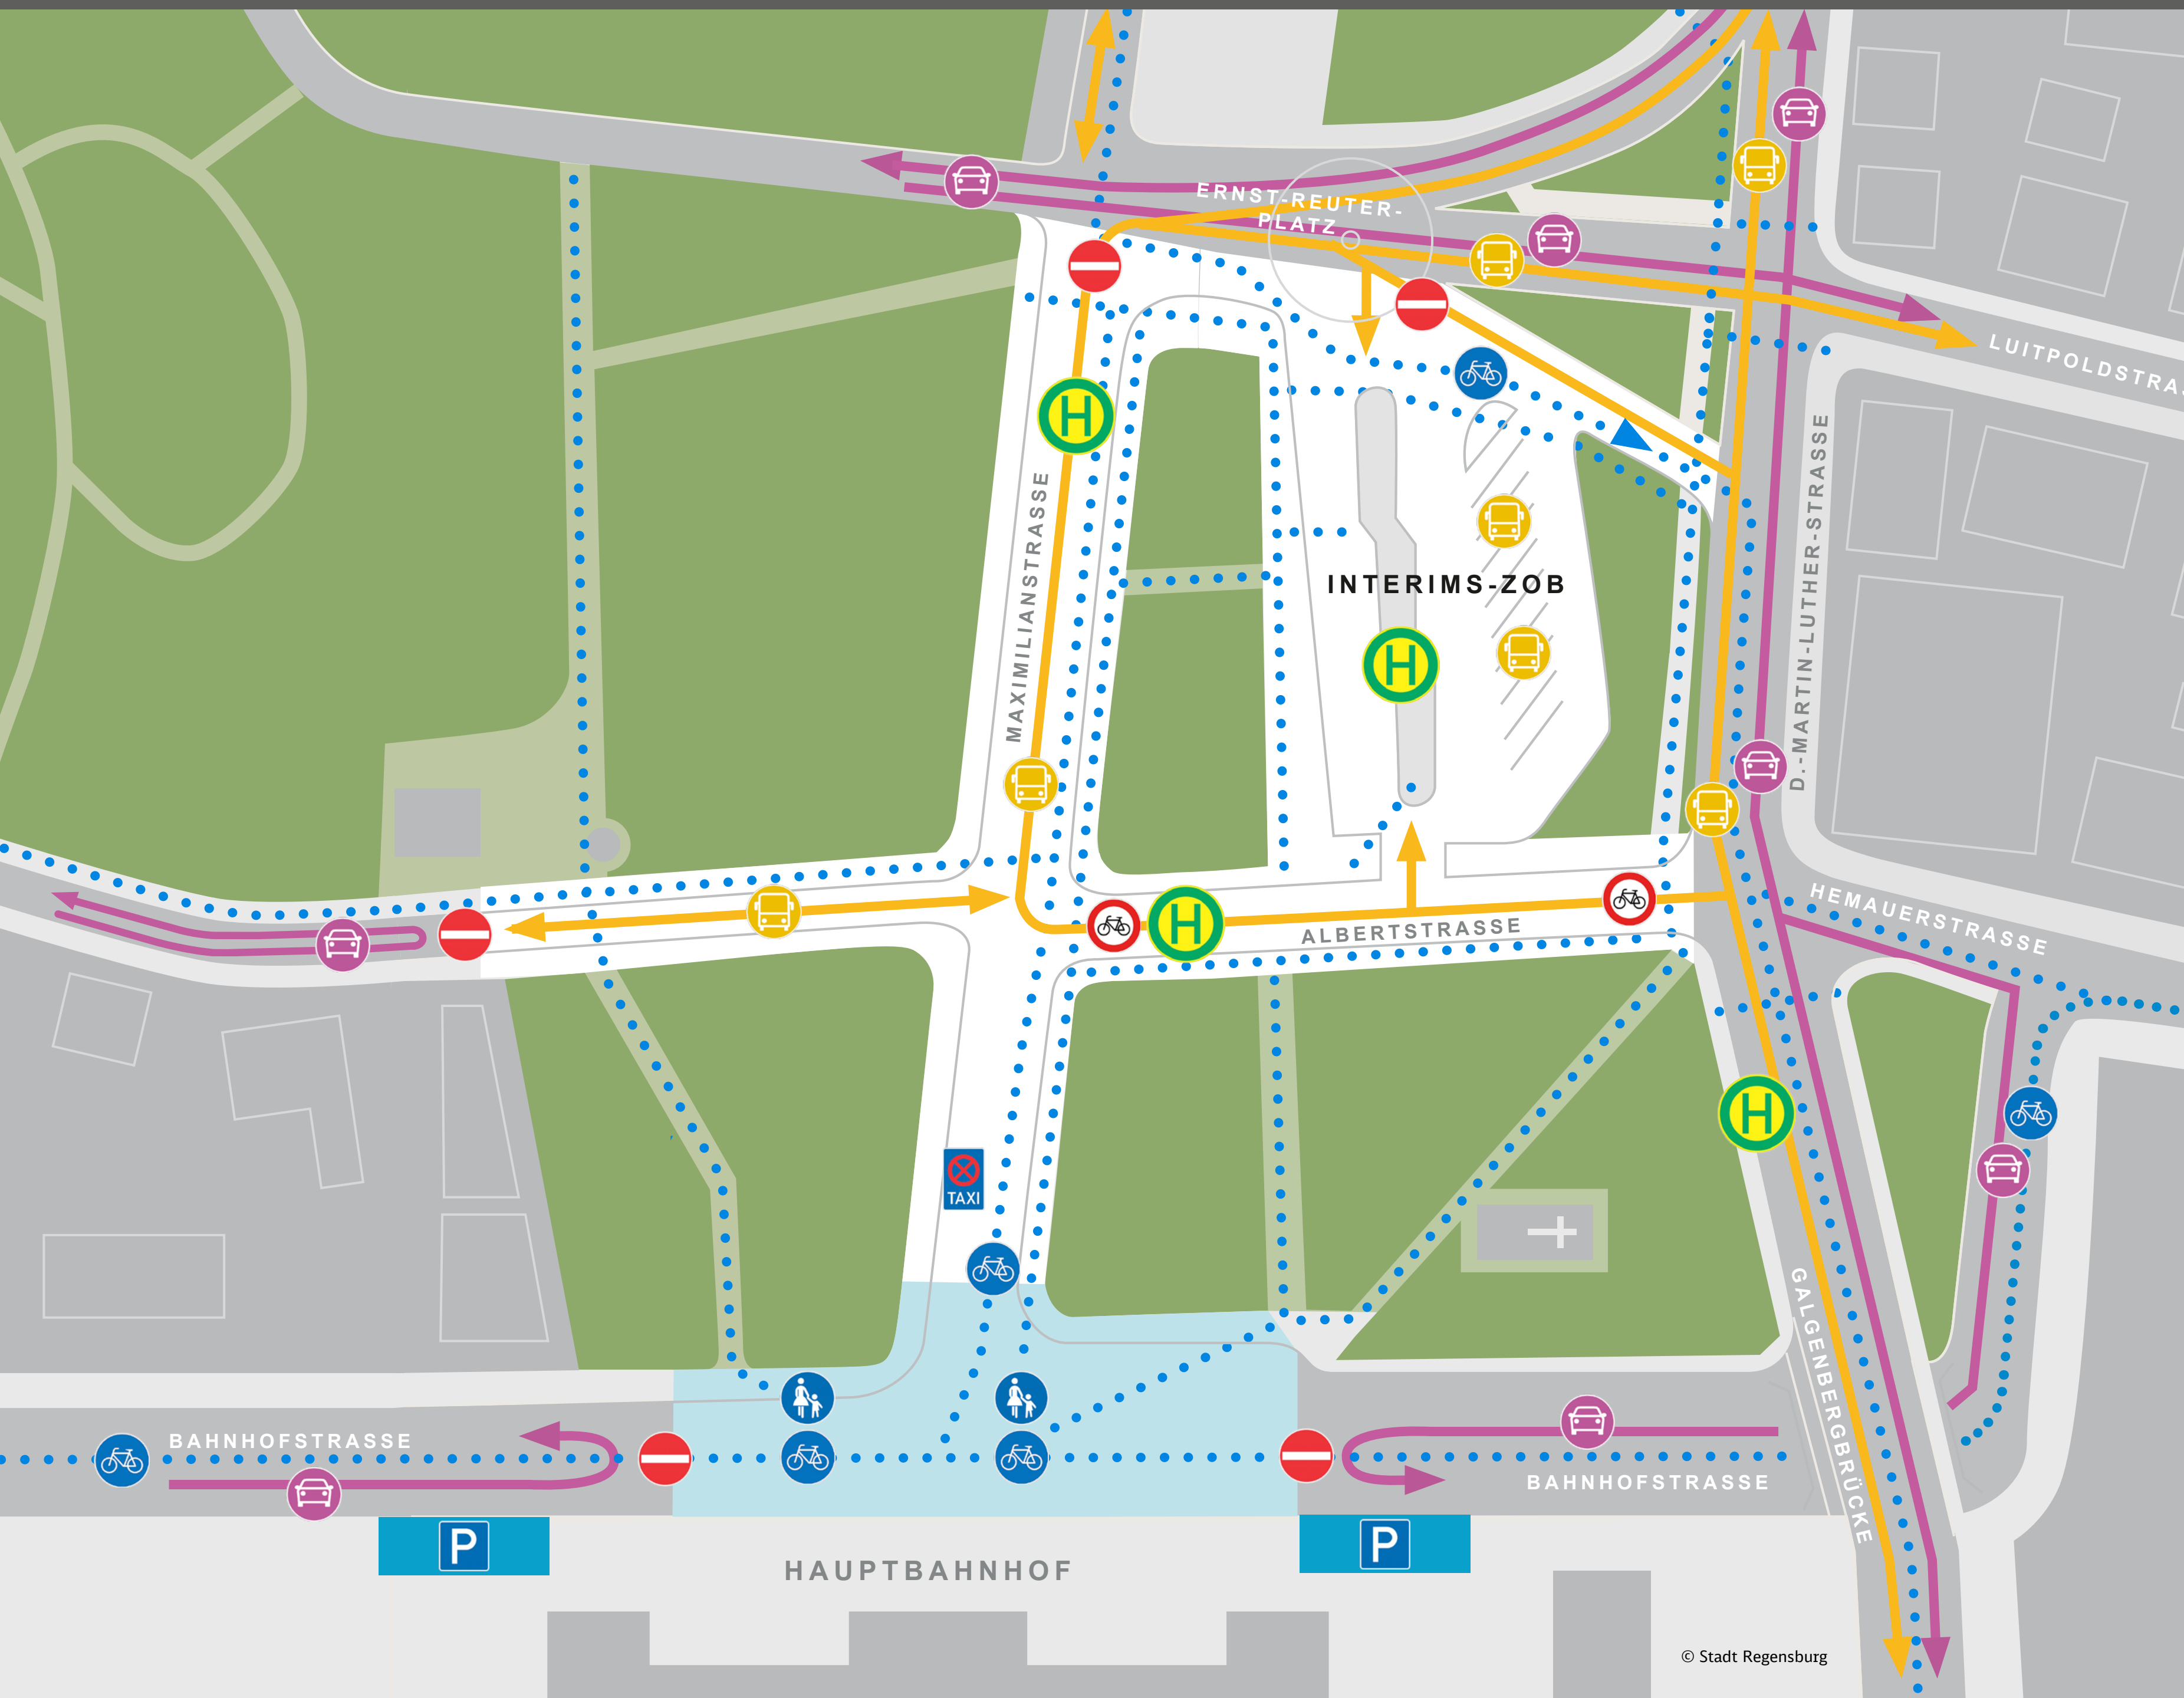 ERNST-REUTER-
PLATZ
LUITPOLDSTRA
H
MAXIMILIANSTRASSE
D.-MARTIN-LUTHER-STRASSE
INTERIMS-ZOB
H
HEMAUERSTRASSE
H
ALBERTSTRASSE
H
TAXI
GALGENBERGBRÜCKE
BAHNHOFSTRASSE
BAHNHOFSTRASSE
P
P
HAUPTBAHNHOF
© Stadt Regensburg